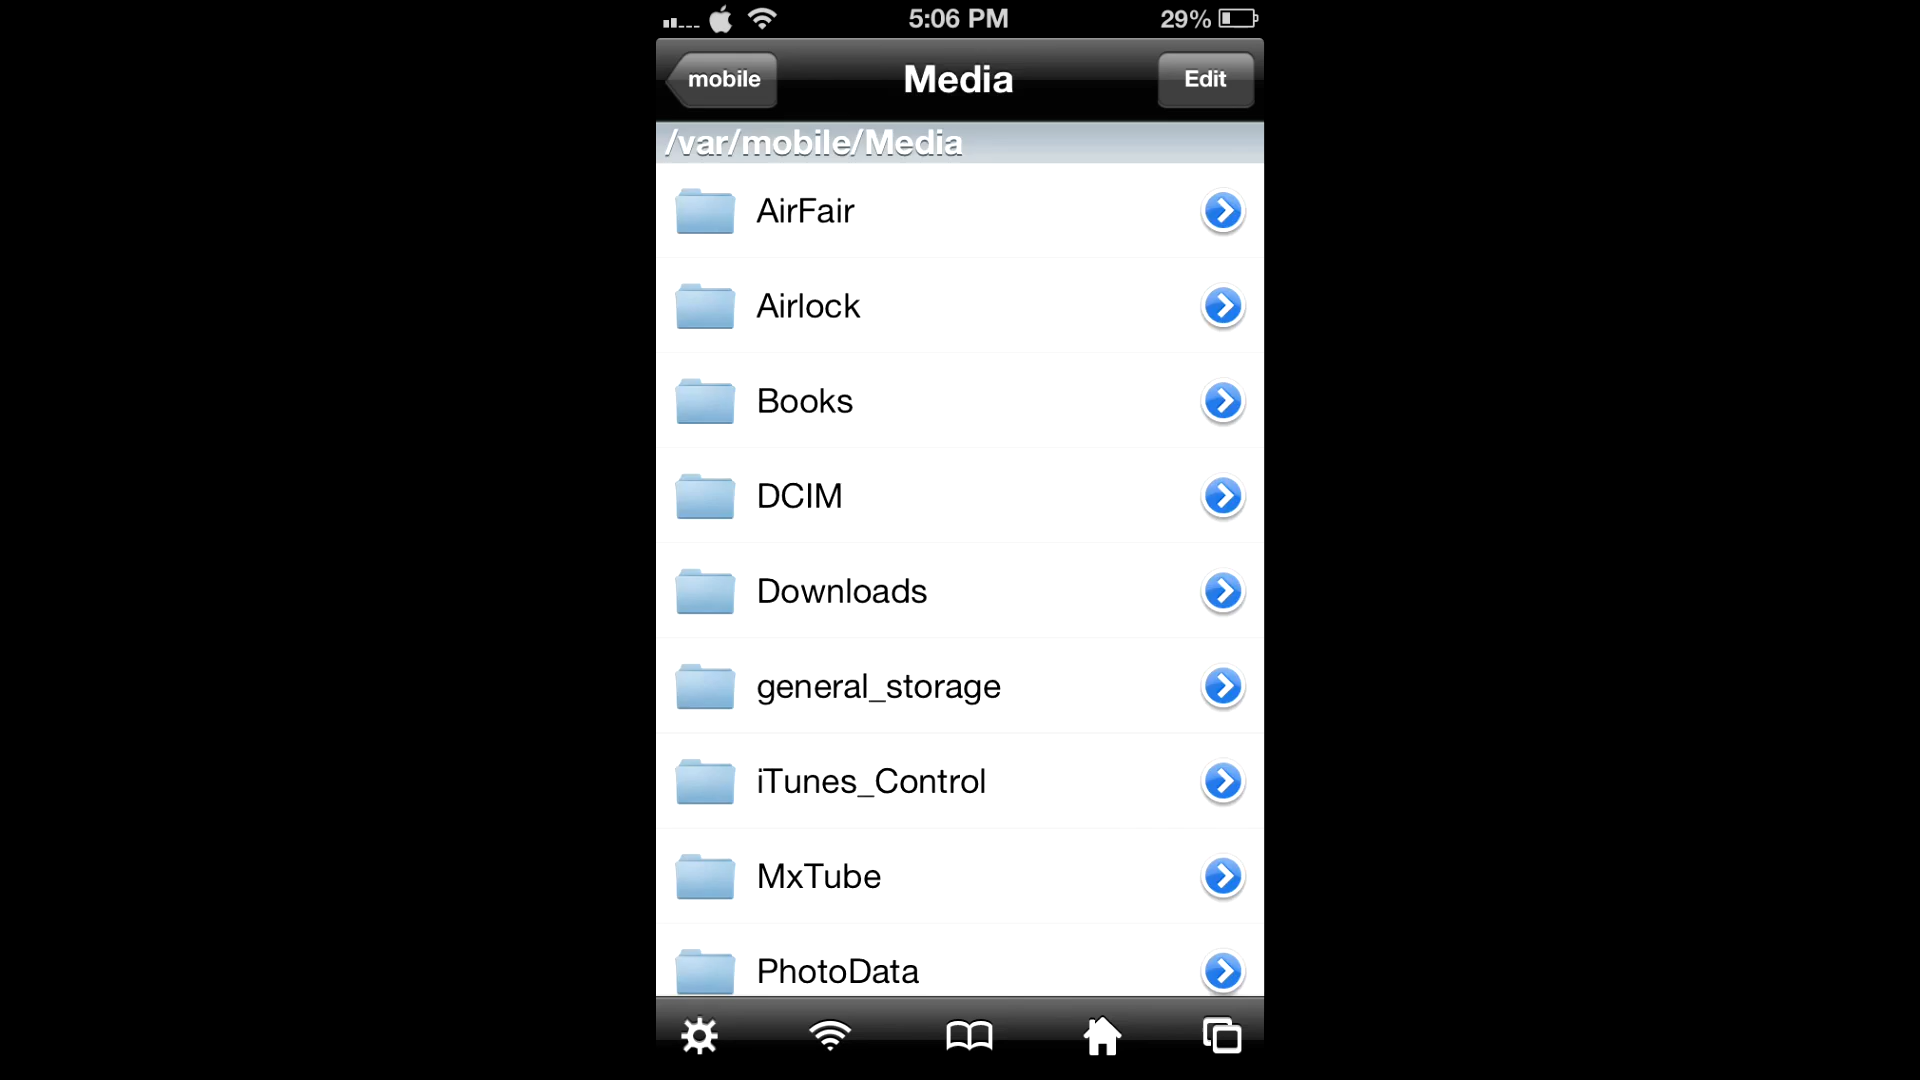 5:06 PM
29%
mobile
Media
Edit
/var/mobile/Media
AirFair
Airlock
Books
DCIM
Downloads
general_storage
iTunes_Control
MxTube
PhotoData